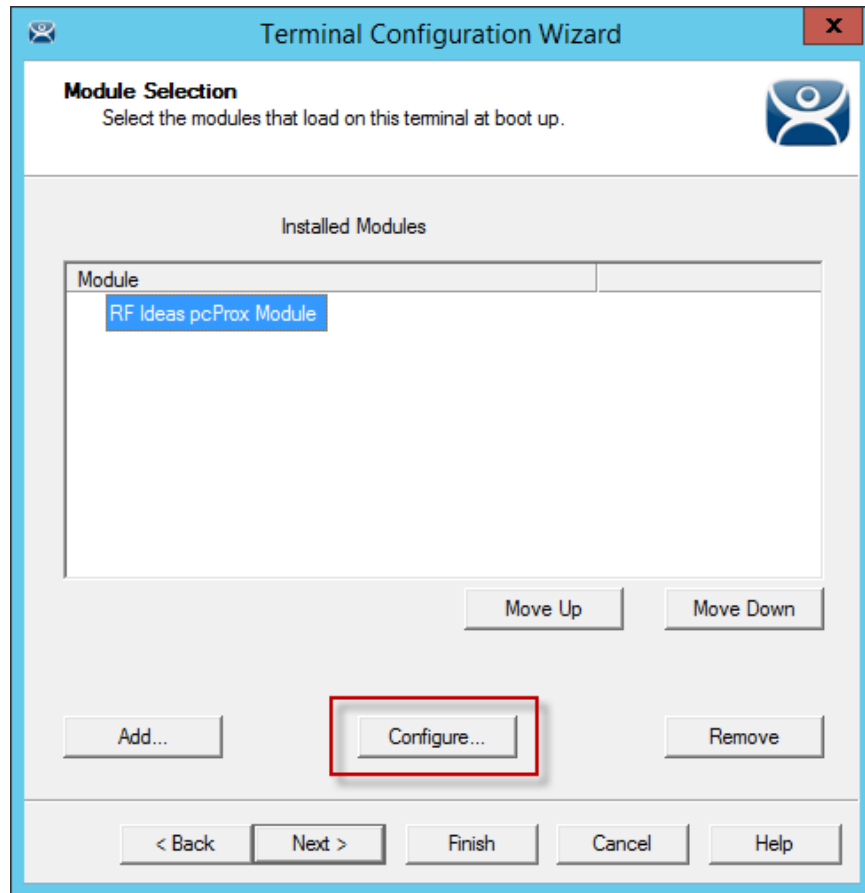 Terminal Configuration Wizard
x
Module Selection
Select the modules that load on this terminal at boot up.
Installed Modules
Module
RF Ideas pcProx Module
Move Up
Move Down
Add...
Configure...
Remove
< Back
Next >
Finish
Cancel
Help